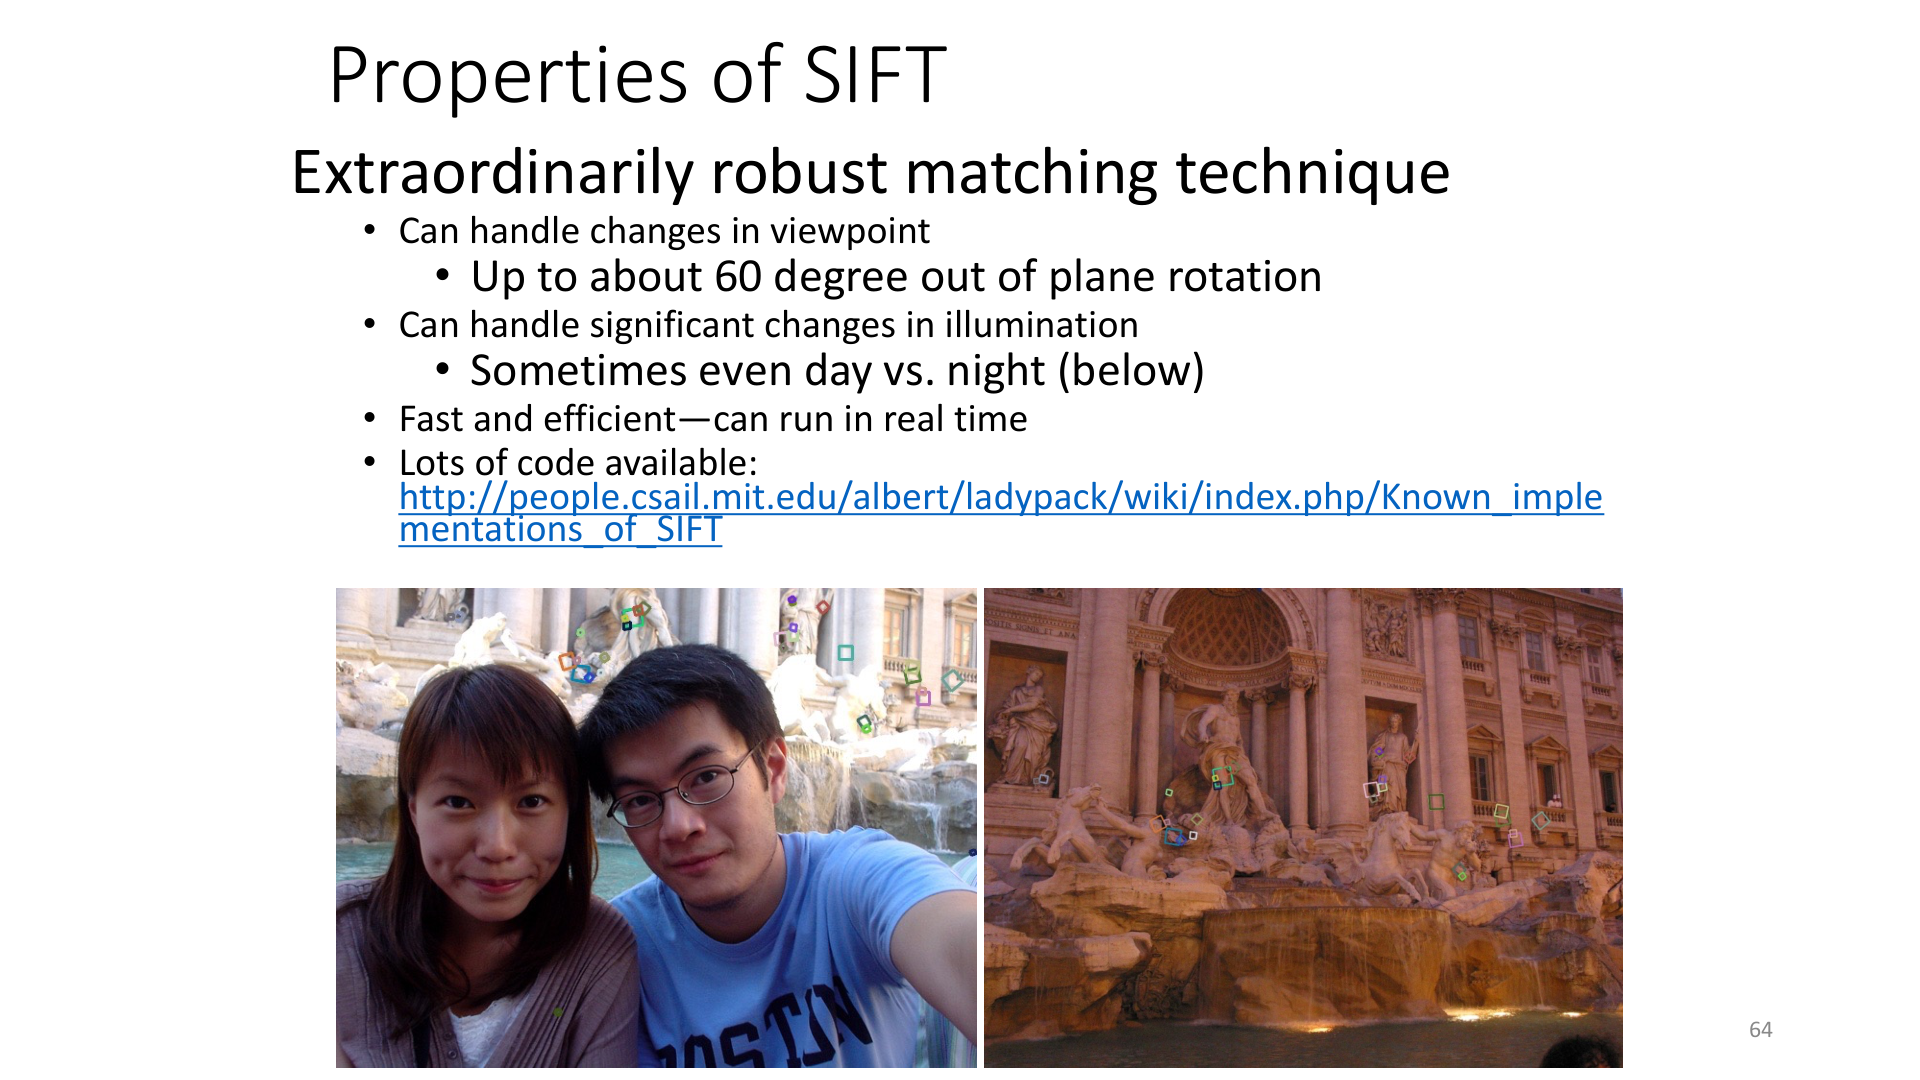 Properties of SIFT
Extraordinarily robust matching technique
• Can handle changes in viewpoint
• Up to about 60 degree out of plane rotation
• Can handle significant changes in illumination
• Sometimes even day vs. night (below)
• Fast and efficient—can run in real time
• Lots of code available:
http://people.csail.mit.edu/albert/ladypack/wiki/index.php/Known_imple
mentations_of_SIFT
64